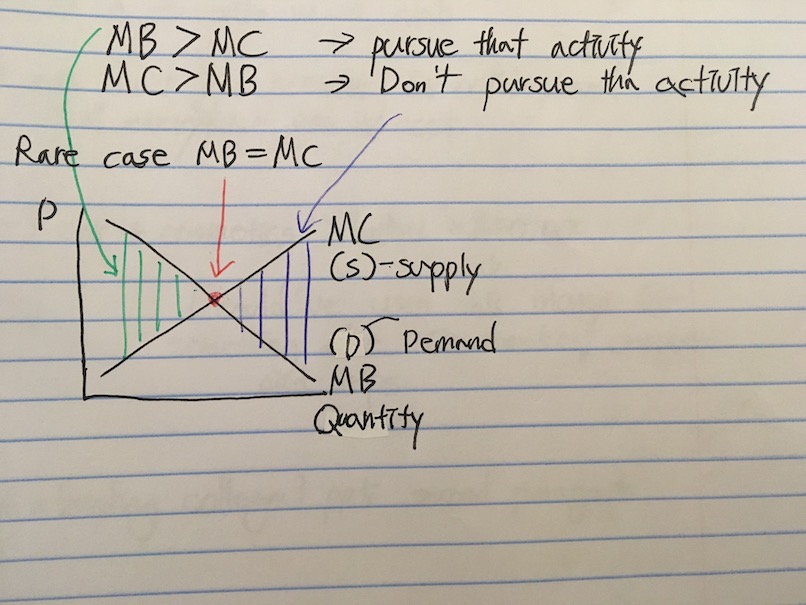 MB > MC → pursue that activity
MC > MB → Don't pursue tha activity
Rare case MB = MC
P
MC
(S)-supply
(D) Demand
MB
Quantity